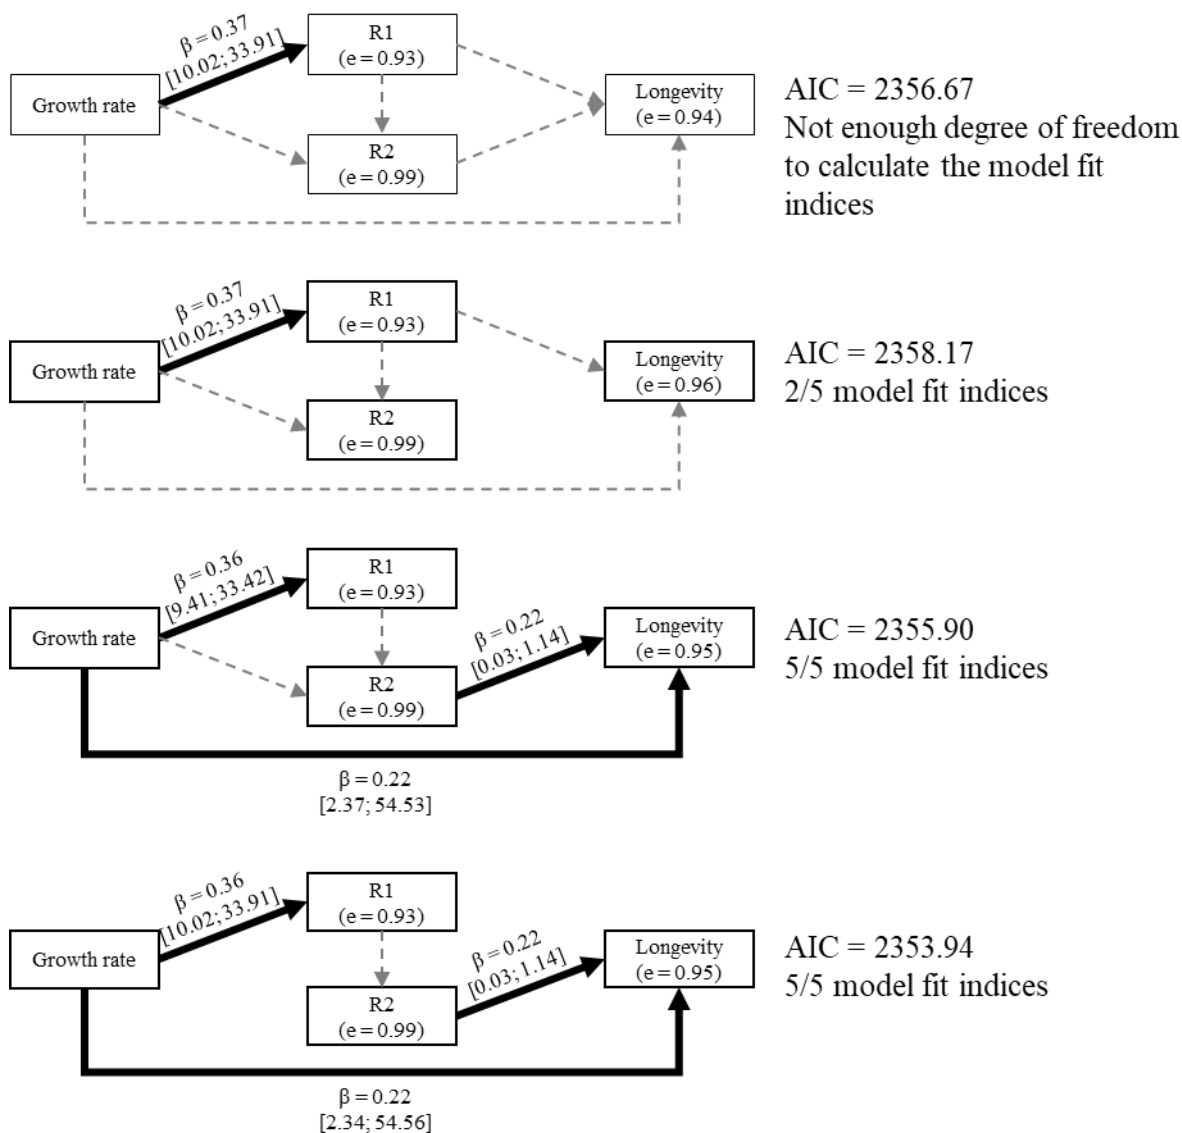 β = 0.37
[10.02; 33.91]
R1
(e = 0.93)
Growth rate
R2
(e = 0.99)
Longevity
(e = 0.94)
AIC = 2356.67
Not enough degree of freedom
to calculate the model fit
indices
β = 0.37
[10.02; 33.91]
R1
(e = 0.93)
Growth rate
R2
(e = 0.99)
Longevity
(e = 0.96)
AIC = 2358.17
2/5 model fit indices
β = 0.36
[9.41; 33.42]
R1
(e = 0.93)
Growth rate
β = 0.22
[0.03; 1.14]
R2
(e = 0.99)
Longevity
(e = 0.95)
β = 0.22
[2.37; 54.53]
AIC = 2355.90
5/5 model fit indices
β = 0.36
[10.02; 33.91]
R1
(e = 0.93)
Growth rate
β = 0.22
[0.03; 1.14]
R2
(e = 0.99)
Longevity
(e = 0.95)
β = 0.22
[2.34; 54.56]
AIC = 2353.94
5/5 model fit indices